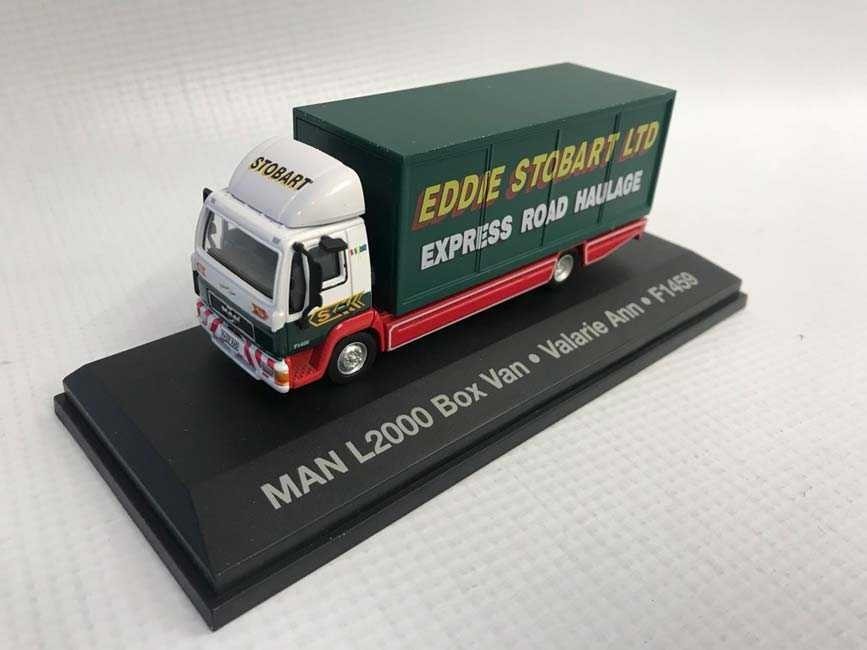 STOBART
EDDIE STOBART LTD
EXPRESS ROAD HAULAGE
S
MAN L2000 Box Van • Valarie Ann • F1459